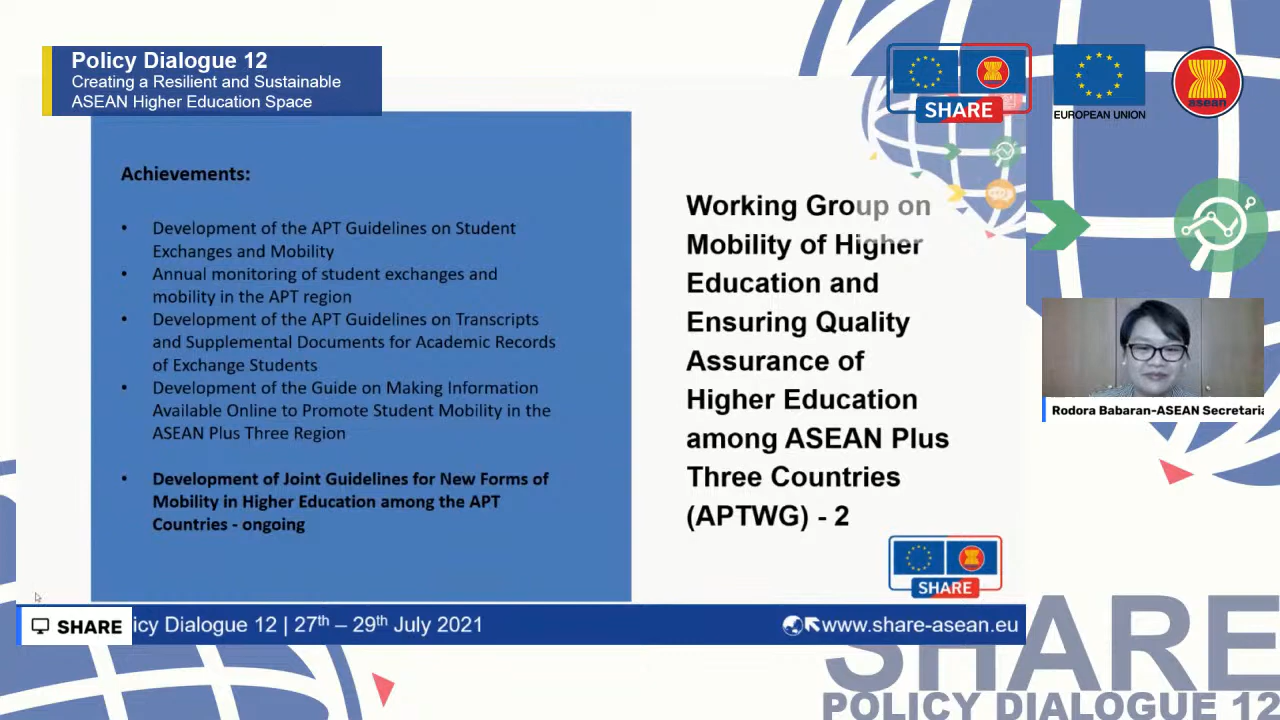 Policy Dialogue 12
Creating a Resilient and Sustainable
ASEAN Higher Education Space
SHARE
EUROPEAN UNION
asean
Achievements:
• Development of the APT Guidelines on Student
Exchanges and Mobility
• Annual monitoring of student exchanges and
mobility in the APT region
• Development of the APT Guidelines on Transcripts
and Supplemental Documents for Academic Records
of Exchange Students
• Development of the Guide on Making Information
Available Online to Promote Student Mobility in the
ASEAN Plus Three Region
• Development of Joint Guidelines for New Forms of
Mobility in Higher Education among the APT
Countries - ongoing
Working Group on
Mobility of Higher
Education and
Ensuring Quality
Assurance of
Higher Education
among ASEAN Plus
Three Countries
(APTWG) - 2
SHARE
Rodora Babaran-ASEAN Secretaria
SHARE
icy Dialogue 12 | 27th – 29th July 2021
www.share-asean.eu
SHARE
POLICY DIALOGUE 12